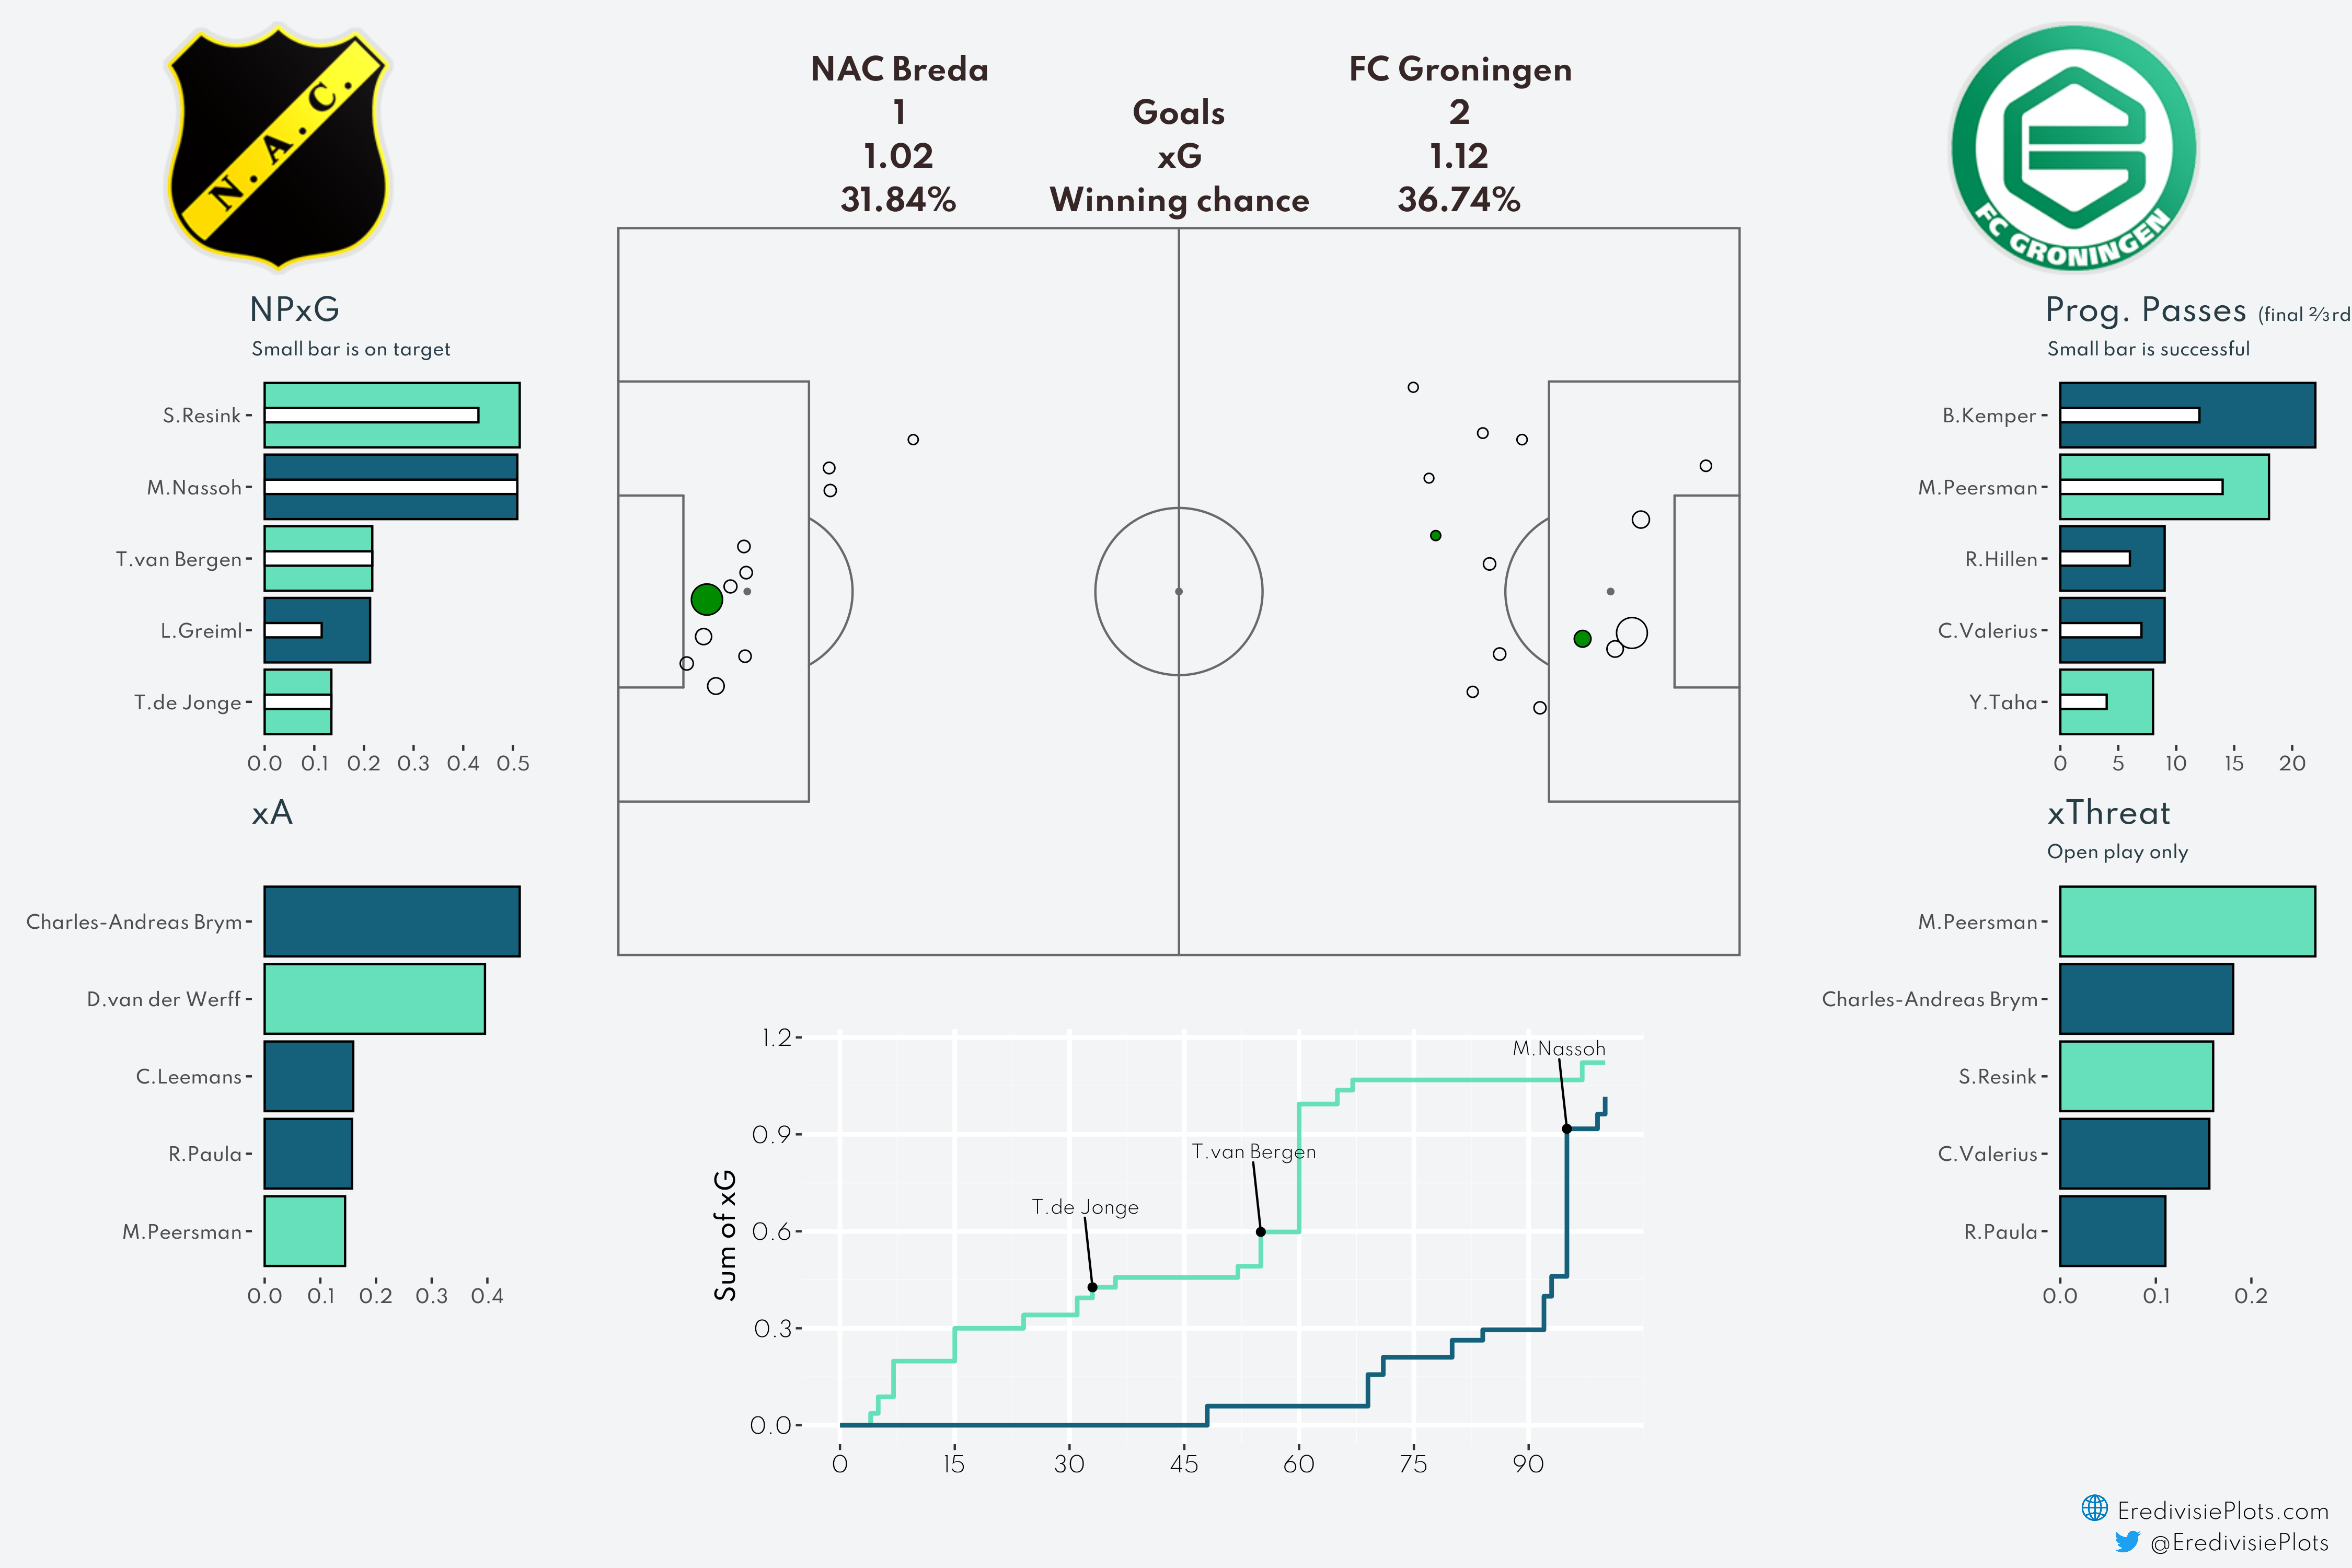 N.A.C.
NAC Breda
FC Groningen
1
Goals
2
1.02
xG
1.12
31.84%
Winning chance
36.74%
FC GRONINGEN
NPxG
Small bar is on target
S.Resink
M.Nassoh
T.van Bergen
L.Greiml
T.de Jonge
0.0 0.1 0.2 0.3 0.4 0.5
xA
Charles-Andreas Brym
D.van der Werff
C.Leemans
R.Paula
M.Peersman
0.0 0.1 0.2 0.3 0.4
Sum of xG
1.2
0.9
0.6
0.3
0.0
T.de Jonge
T.van Bergen
M.Nassoh
0 15 30 45 60 75 90
Prog. Passes (final ⅔rd
Small bar is successful
B.Kemper
M.Peersman
R.Hillen
C.Valerius
Y.Taha
0 5 10 15 20
xThreat
Open play only
M.Peersman
Charles-Andreas Brym
S.Resink
C.Valerius
R.Paula
0.0 0.1 0.2
EredivisiePlots.com
@EredivisiePlots